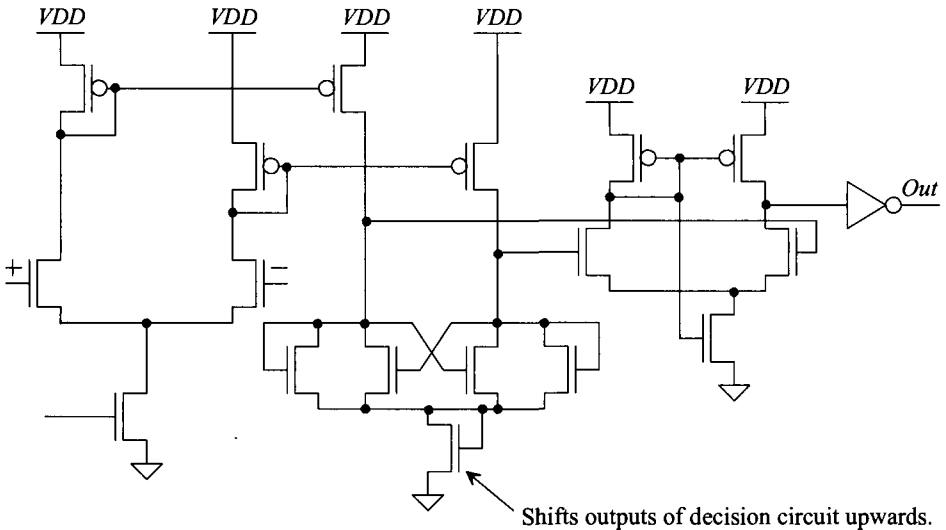 VDD
VDD
VDD
VDD
VDD
VDD
Out
+
−
Shifts outputs of decision circuit upwards.